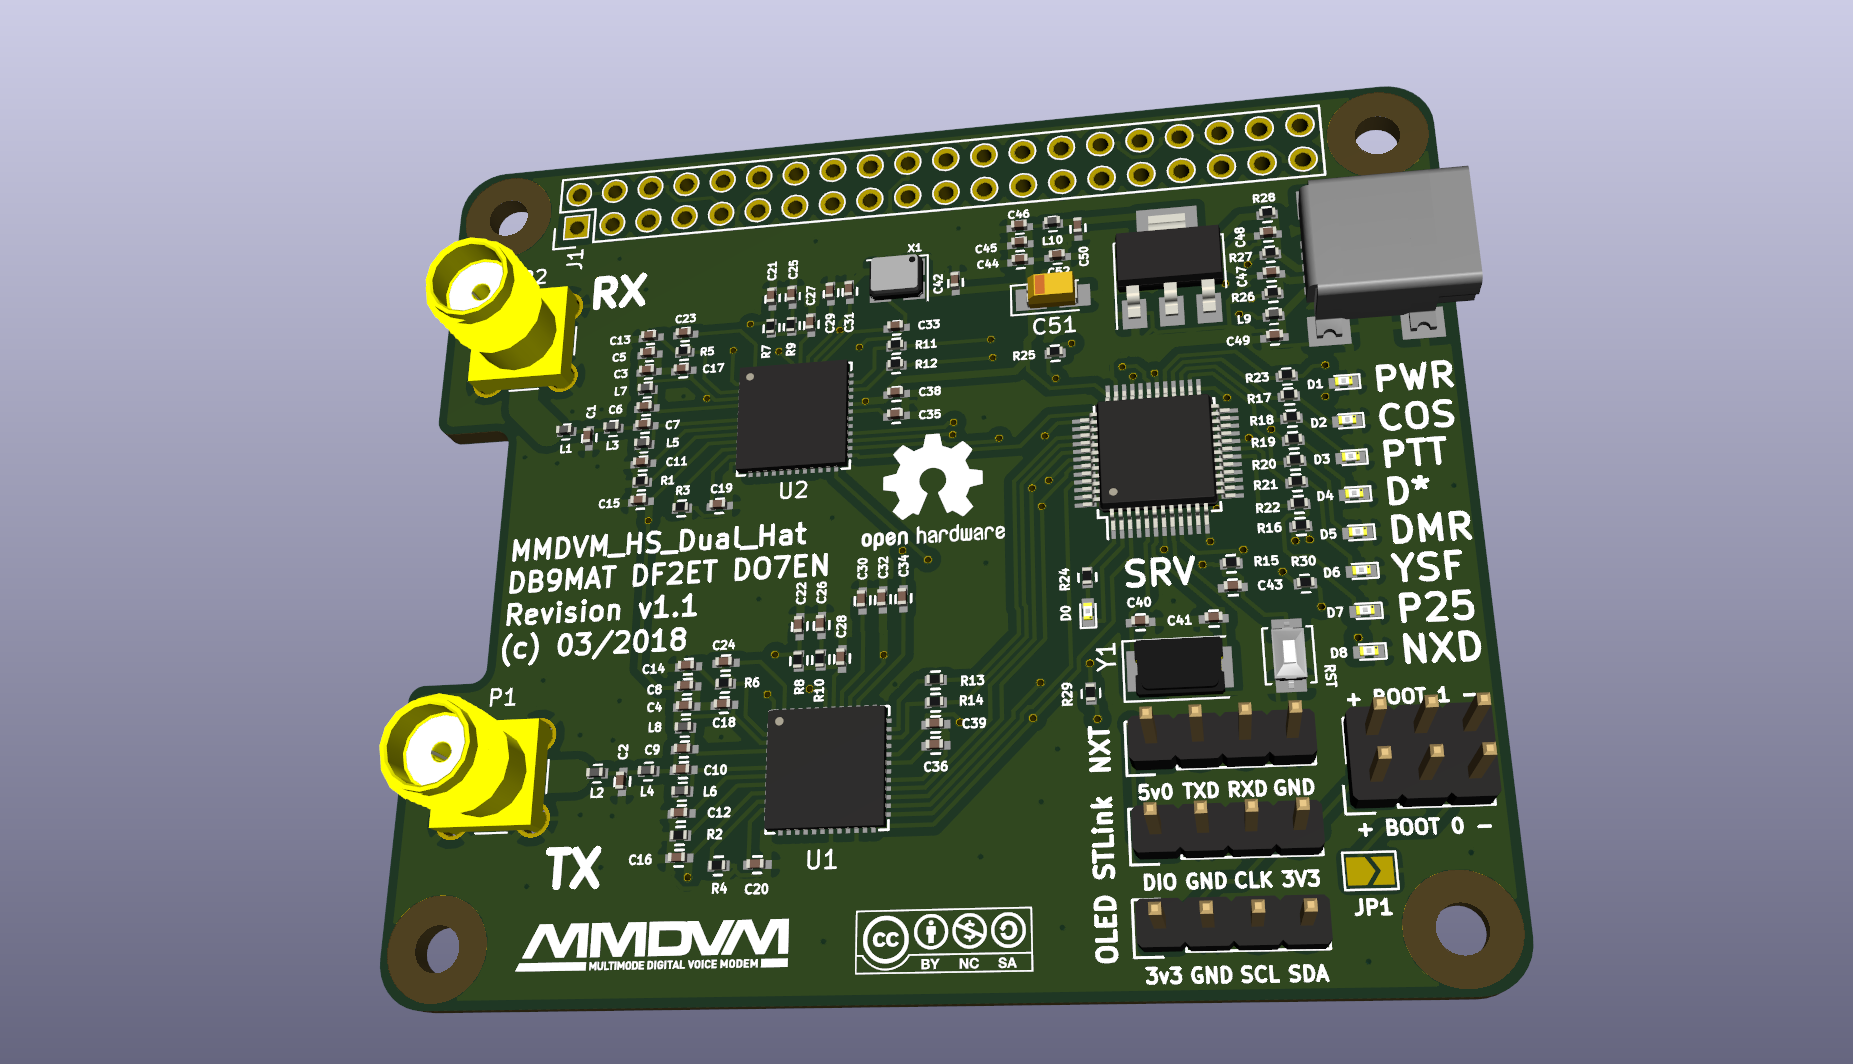 J1
P2
RX
C46
C45
C44
L10
C50
C52
C51
R28
C48
R27
C47
R26
L9
C49
X1
C42
C21
C25
C27
C29
C31
R7
R9
C33
R11
R12
C38
C35
R25
C13
C23
C5
R5
C3
C17
L7
C1
C6
L1
L3
C7
L5
C11
R1
C15
R3
C19
U2
R23
D1
PWR
R17
R18
D2
COS
R19
R20
D3
PTT
R21
D4
D*
R22
R16
D5
DMR
D6
YSF
D7
P25
D8
NXD
open hardware
MMDVM_HS_Dual_Hat
DB9MAT DF2ET DO7EN
Revision v1.1
(c) 03/2018
C30
C32
C34
C22
C26
C28
R8
R10
R24
D0
SRV
R15
R30
C43
C40
C41
Y1
RST
R29
P1
C14
C24
C8
R6
C4
C18
L8
C2
C9
L2
L4
C10
L6
C12
R2
C16
R4
C20
U1
R13
R14
C39
C36
TX
+ BOOT 1 -
NXT
5v0 TXD RXD GND
+ BOOT 0 -
STLink
DIO GND CLK 3V3
JP1
OLED
3v3 GND SCL SDA
MMDVM
MULTIMODE DIGITAL VOICE MODEM
CC
BY NC SA